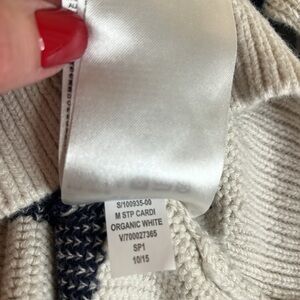 S/100935-00
M STP CARDI
ORGANIC WHITE
V/700027365
SP1
10/15